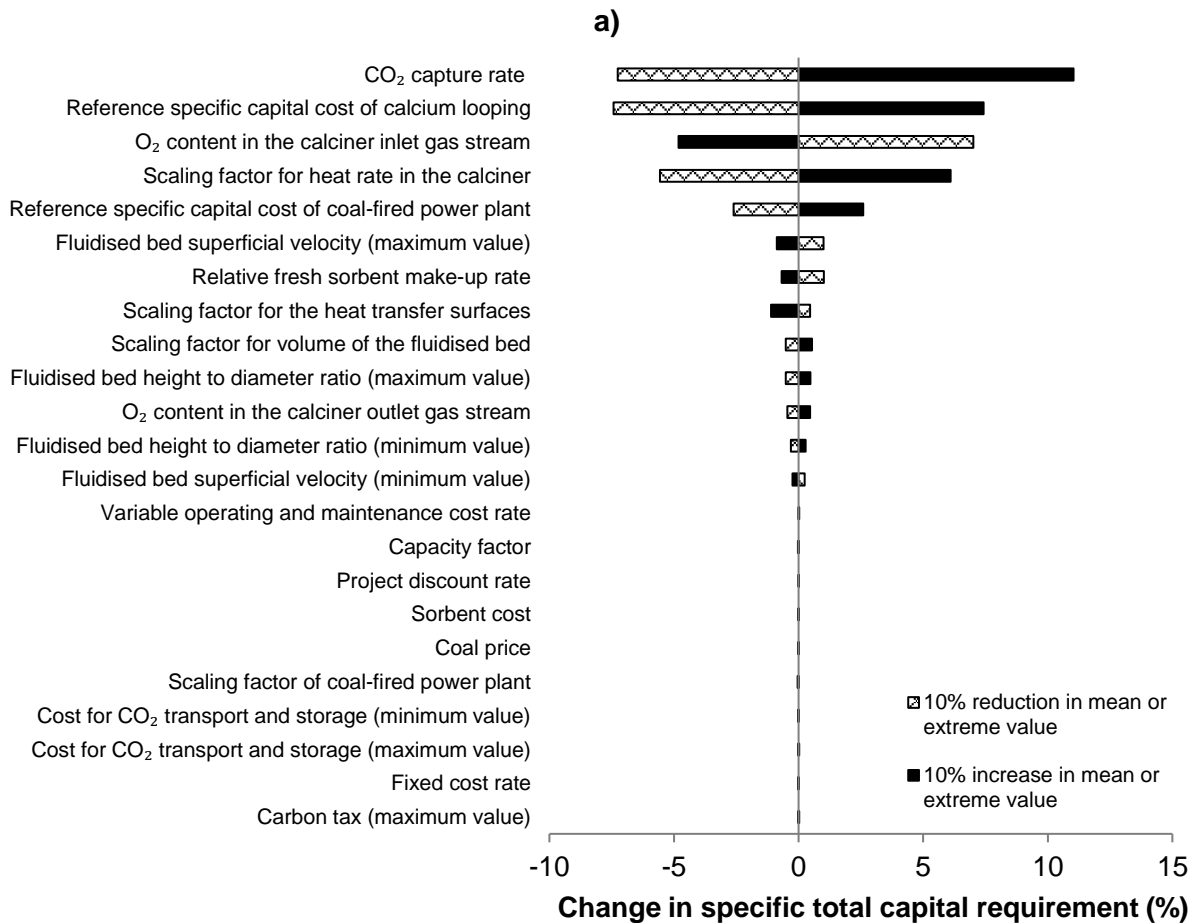 a)
CO₂ capture rate
Reference specific capital cost of calcium looping
O₂ content in the calciner inlet gas stream
Scaling factor for heat rate in the calciner
Reference specific capital cost of coal-fired power plant
Fluidised bed superficial velocity (maximum value)
Relative fresh sorbent make-up rate
Scaling factor for the heat transfer surfaces
Scaling factor for volume of the fluidised bed
Fluidised bed height to diameter ratio (maximum value)
O₂ content in the calciner outlet gas stream
Fluidised bed height to diameter ratio (minimum value)
Fluidised bed superficial velocity (minimum value)
Variable operating and maintenance cost rate
Capacity factor
Project discount rate
Sorbent cost
Coal price
Scaling factor of coal-fired power plant
Cost for CO₂ transport and storage (minimum value)
Cost for CO₂ transport and storage (maximum value)
Fixed cost rate
Carbon tax (maximum value)
10% reduction in mean or
extreme value
10% increase in mean or
extreme value
-10 -5 0 5 10 15
Change in specific total capital requirement (%)